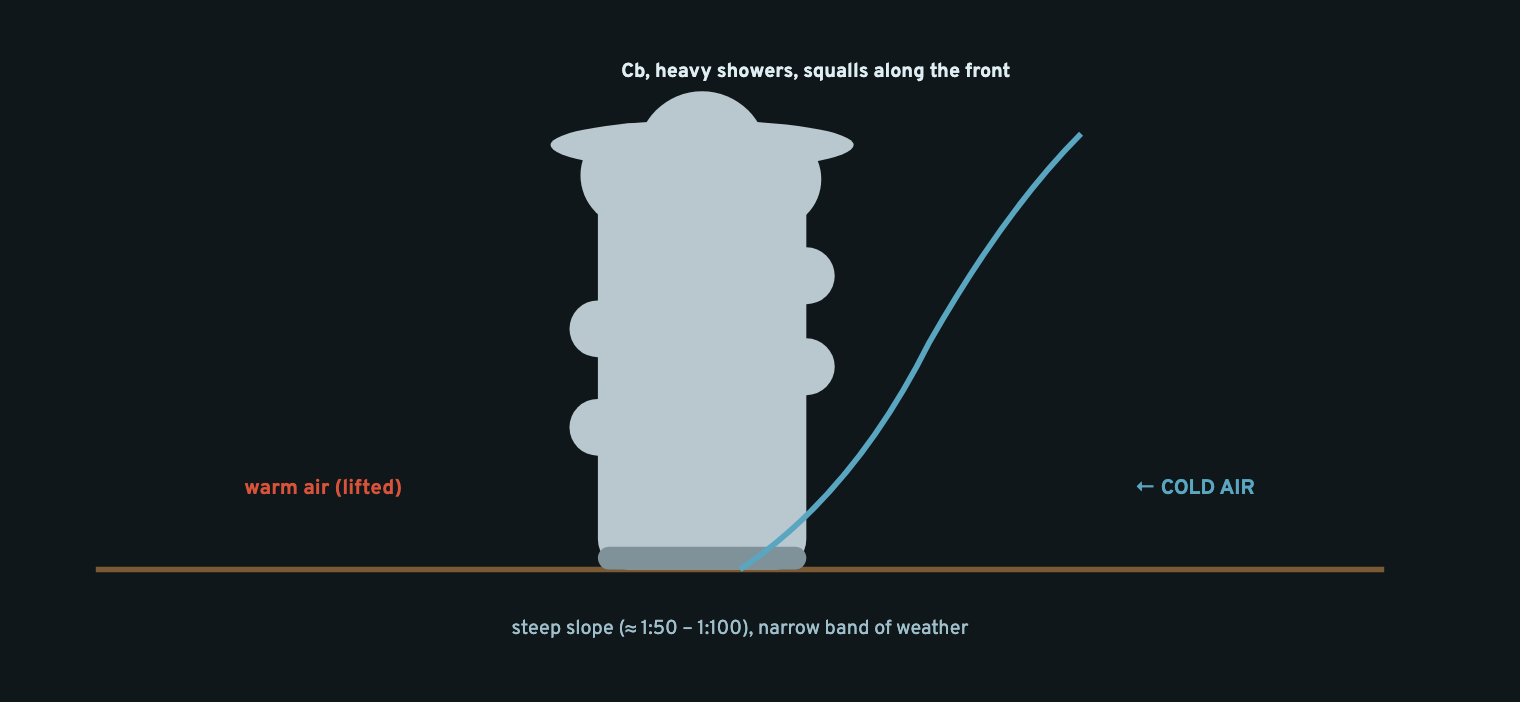 Cb, heavy showers, squalls along the front
warm air (lifted)
← COLD AIR
steep slope (≈ 1:50 – 1:100), narrow band of weather